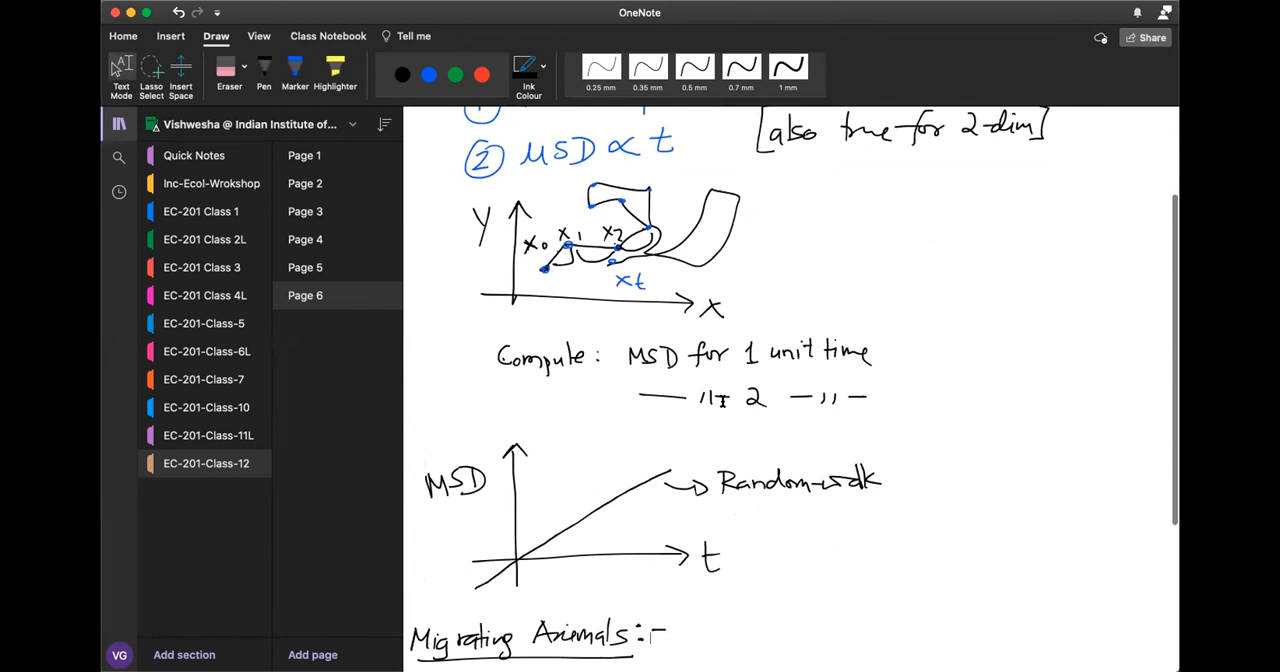 OneNote
Home Insert Draw View Class Notebook Tell me
Share
Text Mode
Lasso Select
Insert Space
Eraser
Pen
Marker
Highlighter
Ink Colour
0.25 mm 0.35 mm 0.5 mm 0.7 mm 1 mm
Vishwesha @ Indian Institute of...
Quick Notes
Inc-Ecol-Wrokshop
EC-201 Class 1
EC-201 Class 2L
EC-201 Class 3
EC-201 Class 4L
EC-201-Class-5
EC-201-Class-6L
EC-201-Class-7
EC-201-Class-10
EC-201-Class-11L
EC-201-Class-12
Page 1
Page 2
Page 3
Page 4
Page 5
Page 6
VG
Add section
Add page
[also true for 2-dim]
② MSD ∝ t
Y
x0 x1 x2
xt
X
Compute: MSD for 1 unit time
— " — 2 — " —
MSD
Random-walk
t
Migrating Animals:-